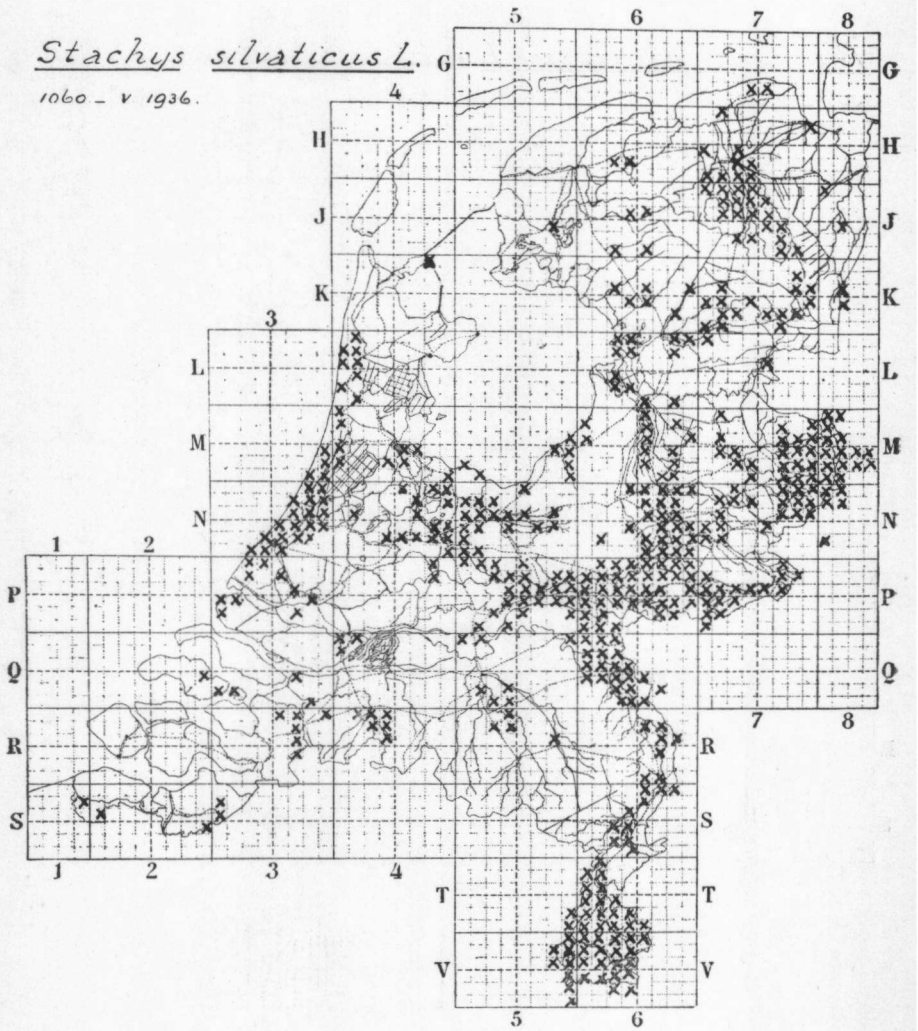 Stachys silvaticus L.
1060 - V 1936.
5 6 7 8
G G
4
H H
J J
K K
3
L L
M M
N N
1 2
P P
Q Q
7 8
R R
S S
1 2 3 4
T T
V V
5 6